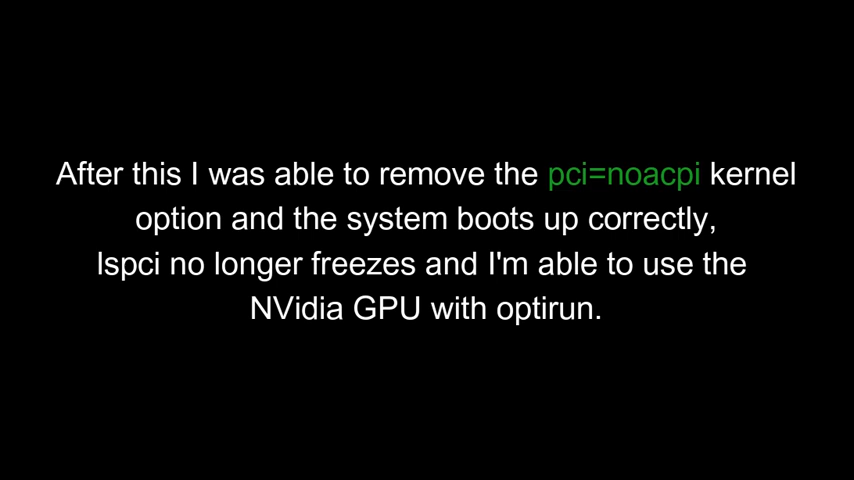 After this I was able to remove the pci=noacpi kernel
option and the system boots up correctly,
lspci no longer freezes and I'm able to use the
NVidia GPU with optirun.